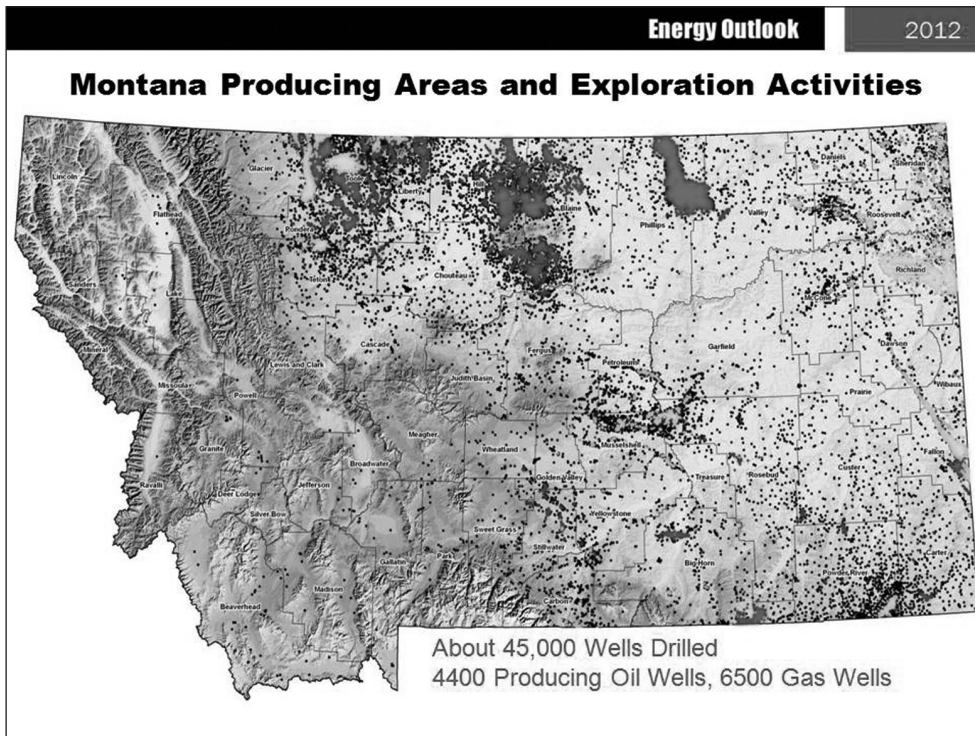 Energy Outlook 2012
Montana Producing Areas and Exploration Activities
Glacier
Lincoln
Toole
Liberty
Daniels
Sheridan
Flathead
Blaine
Phillips
Valley
Roosevelt
Pondera
Richland
Teton
Chouteau
Sanders
Lake
McCone
Cascade
Garfield
Dawson
Mineral
Fergus
Petroleum
Lewis and Clark
Missoula
Judith Basin
Wibaux
Powell
Prairie
Meagher
Granite
Wheatland
Musselshell
Broadwater
Fallon
Custer
Ravalli
Jefferson
Golden Valley
Treasure
Rosebud
Deer Lodge
Silver Bow
Yellowstone
Sweet Grass
Stillwater
Carter
Gallatin
Park
Big Horn
Powder River
Madison
Carbon
Beaverhead
About 45,000 Wells Drilled
4400 Producing Oil Wells, 6500 Gas Wells